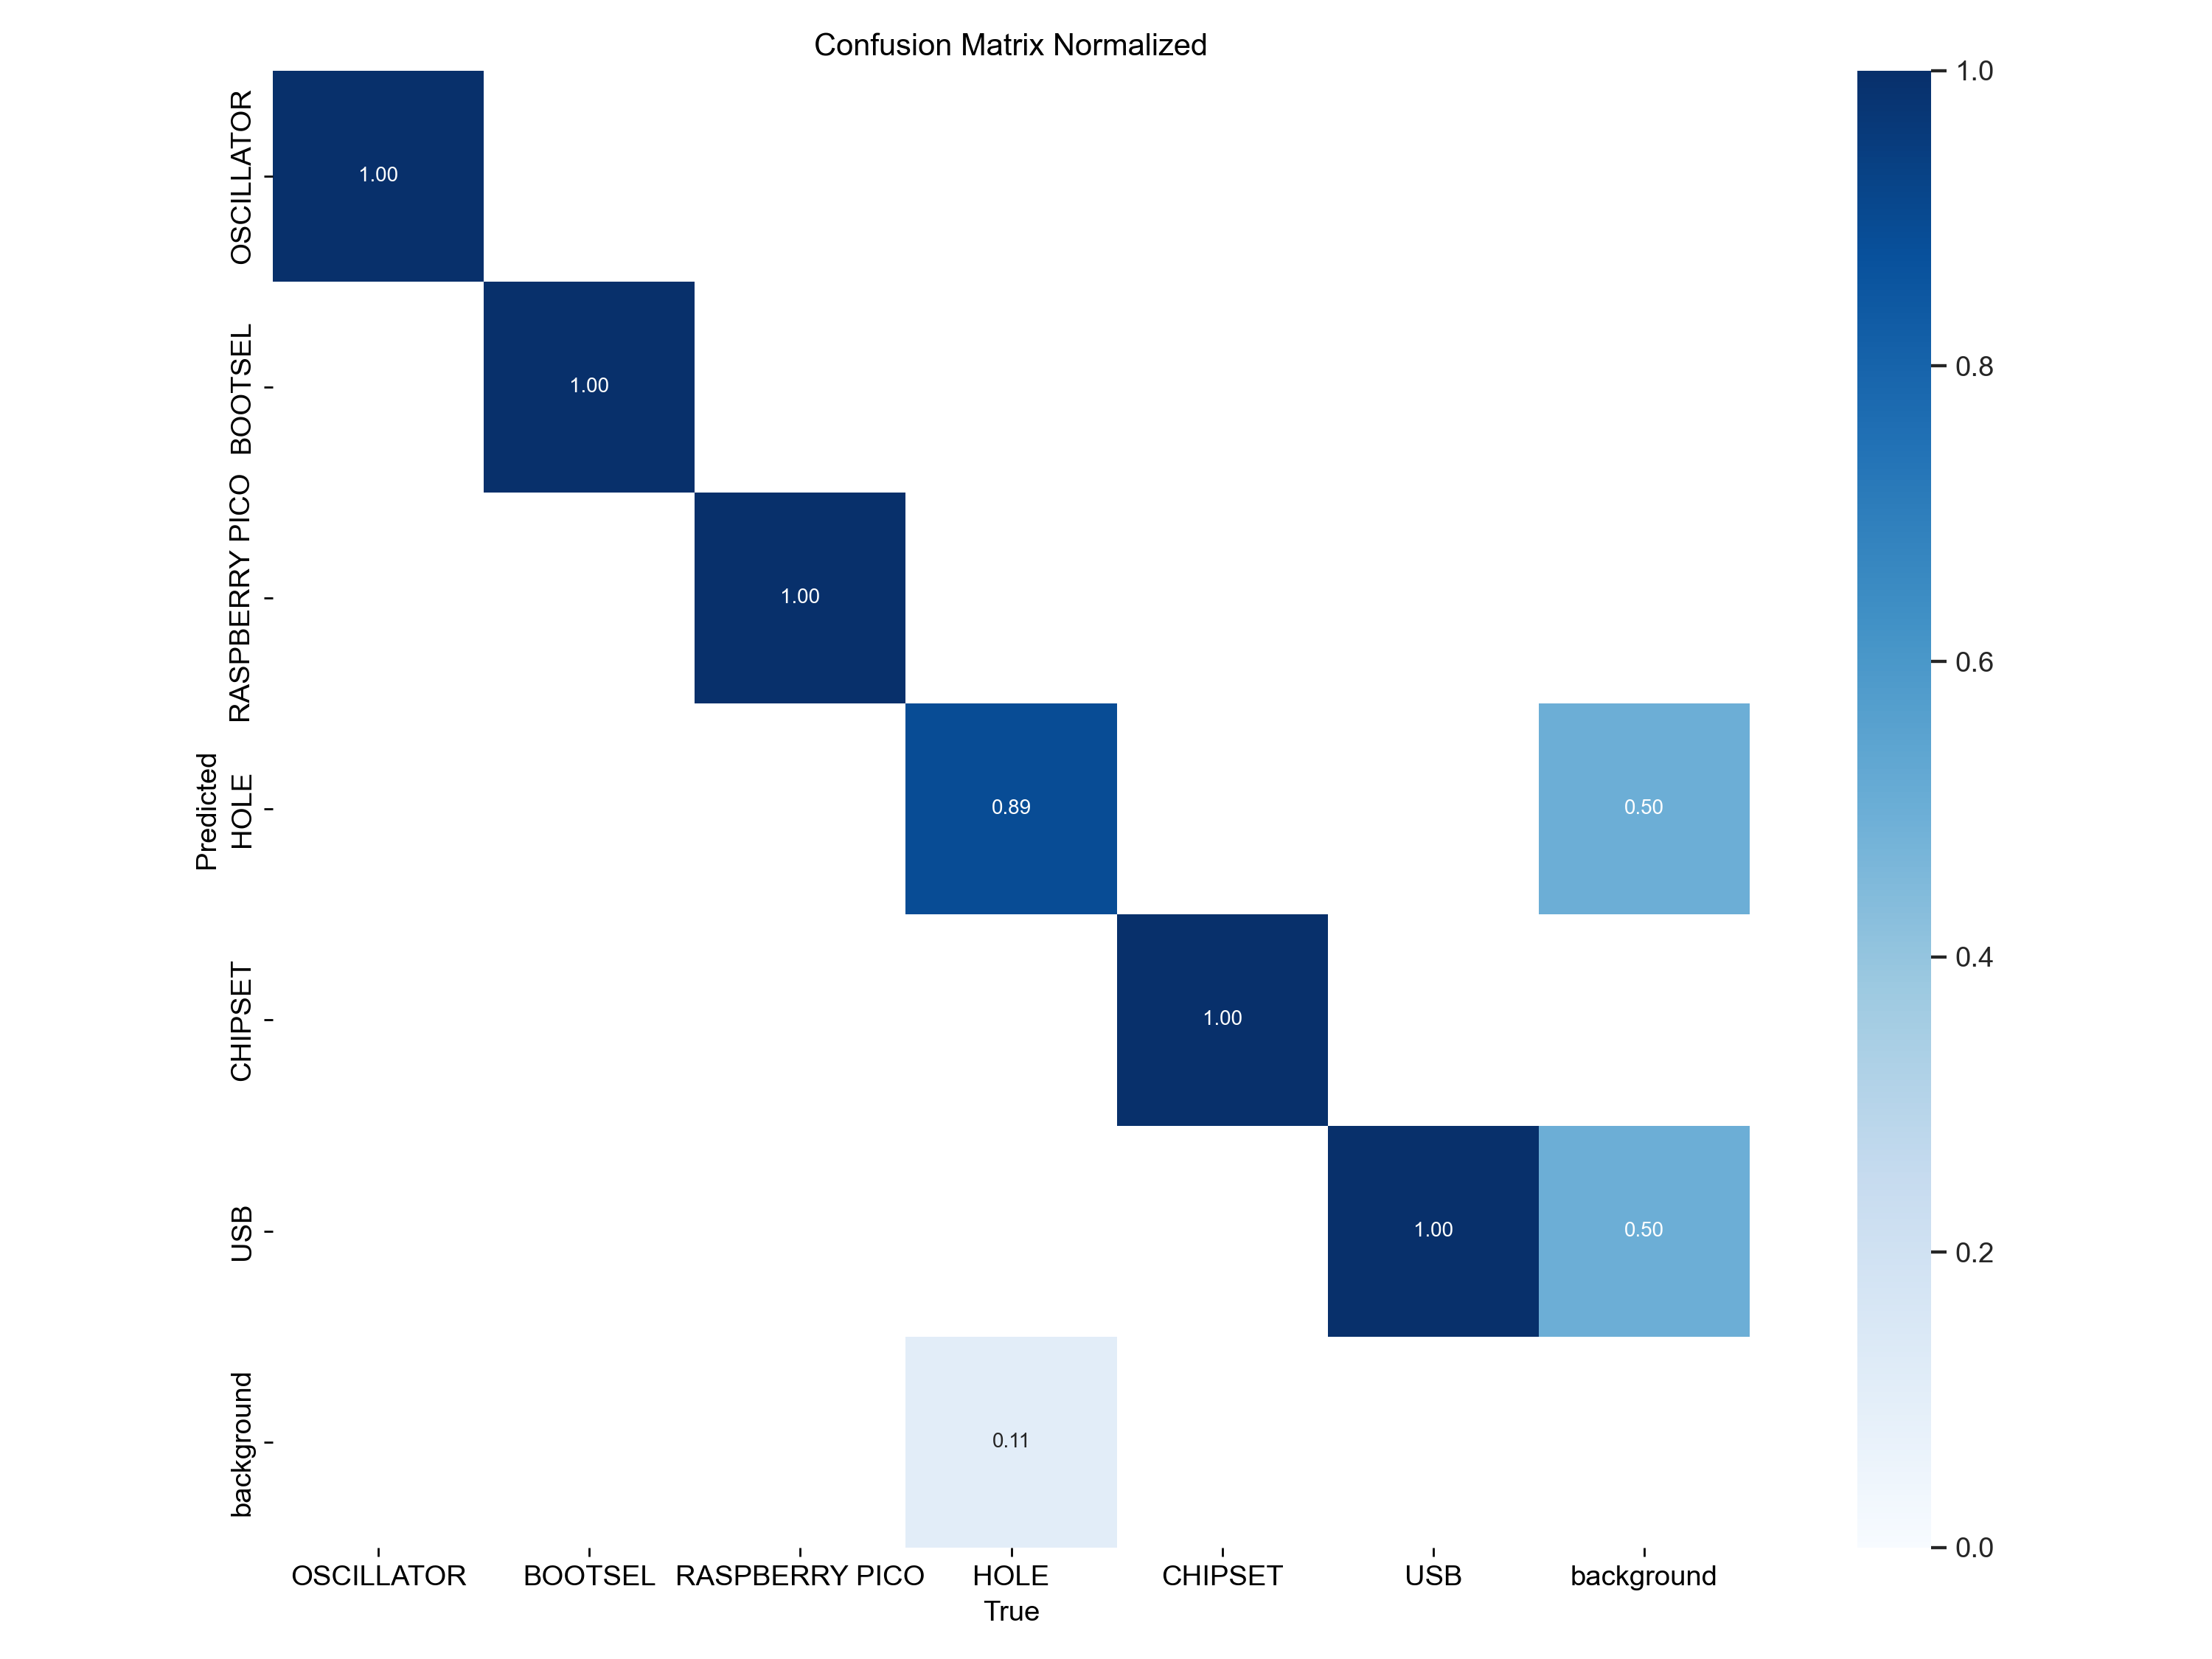 Confusion Matrix Normalized
Predicted
OSCILLATOR
BOOTSEL
RASPBERRY PICO
HOLE
CHIPSET
USB
background
1.00
1.00
1.00
0.89 0.50
1.00
1.00 0.50
0.11
OSCILLATOR BOOTSEL RASPBERRY PICO HOLE CHIPSET USB background
True
1.0
0.8
0.6
0.4
0.2
0.0